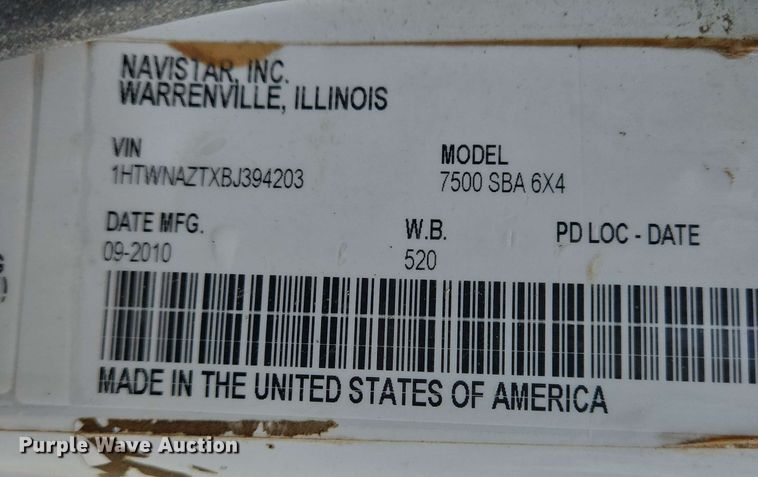 NAVISTAR, INC.
WARRENVILLE, ILLINOIS
VIN
MODEL
1HTWNAZTXBJ394203
7500 SBA 6X4
DATE MFG.
W.B.
PD LOC - DATE
09-2010
520
MADE IN THE UNITED STATES OF AMERICA
Purple Wave Auction